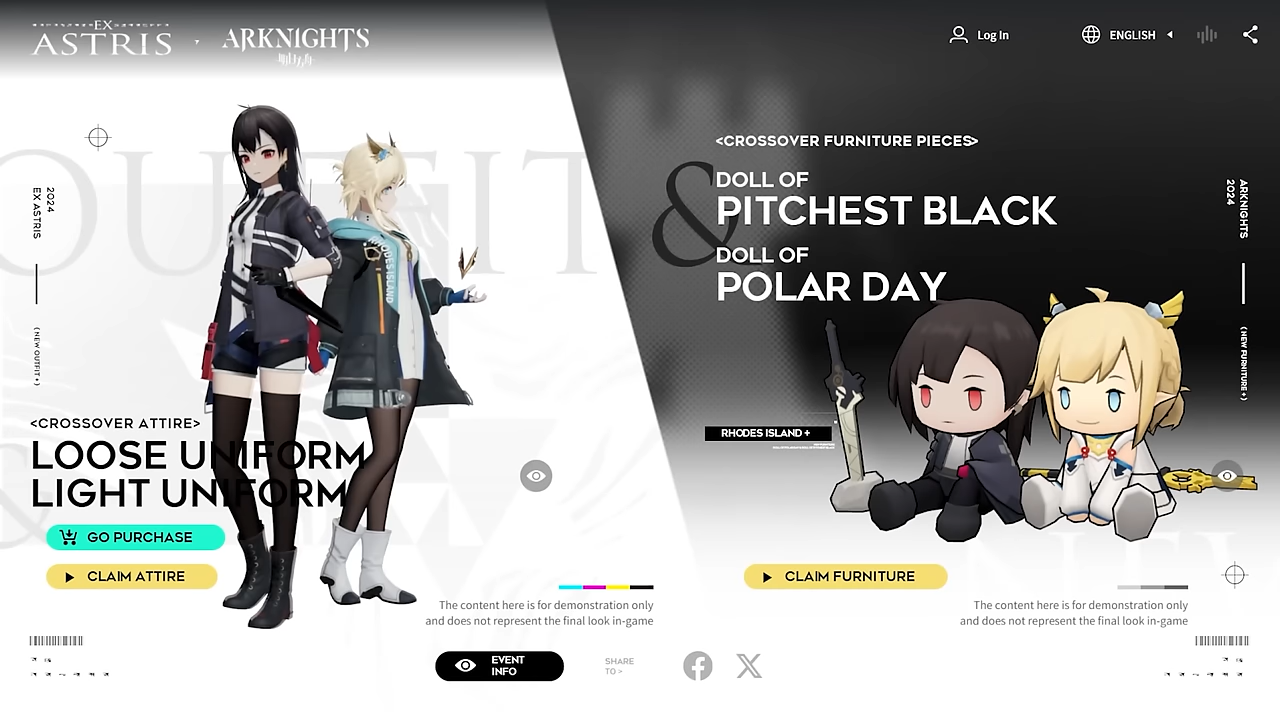 EX
ASTRIS
ARKNIGHTS
Log In
ENGLISH
OUTFIT
&
2024
EX ASTRIS
(NEW OUTFIT+)
<CROSSOVER ATTIRE>
LOOSE UNIFORM
LIGHT UNIFORM
GO PURCHASE
CLAIM ATTIRE
RHODES ISLAND
The content here is for demonstration only
and does not represent the final look in-game
<CROSSOVER FURNITURE PIECES>
DOLL OF
PITCHEST BLACK
DOLL OF
POLAR DAY
ARKNIGHTS
2024
(NEW FURNITURE+)
RHODES ISLAND +
CLAIM FURNITURE
The content here is for demonstration only
and does not represent the final look in-game
EVENT
INFO
SHARE
TO >